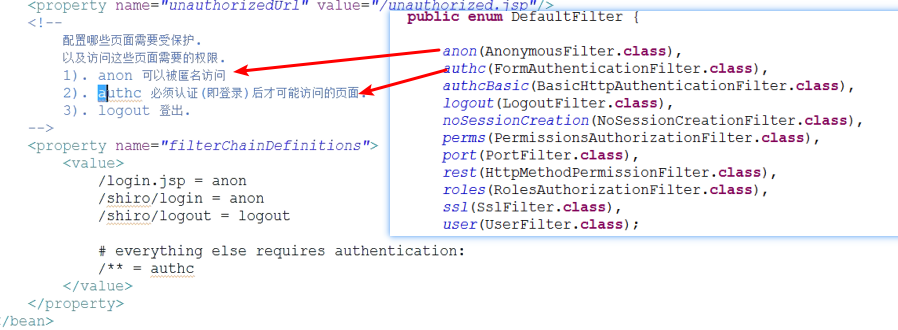 <property name="unauthorizedUrl" value="/unauthorized.jsp"/>
<!--
配置哪些页面需要受保护.
以及访问这些页面需要的权限.
1). anon 可以被匿名访问
2). authc 必须认证(即登录)后才可能访问的页面.
3). logout 登出.
-->
<property name="filterChainDefinitions">
<value>
/login.jsp = anon
/shiro/login = anon
/shiro/logout = logout
# everything else requires authentication:
/** = authc
</value>
</property>
</bean>
public enum DefaultFilter {
anon(AnonymousFilter.class),
authc(FormAuthenticationFilter.class),
authcBasic(BasicHttpAuthenticationFilter.class),
logout(LogoutFilter.class),
noSessionCreation(NoSessionCreationFilter.class),
perms(PermissionsAuthorizationFilter.class),
port(PortFilter.class),
rest(HttpMethodPermissionFilter.class),
roles(RolesAuthorizationFilter.class),
ssl(SslFilter.class),
user(UserFilter.class);